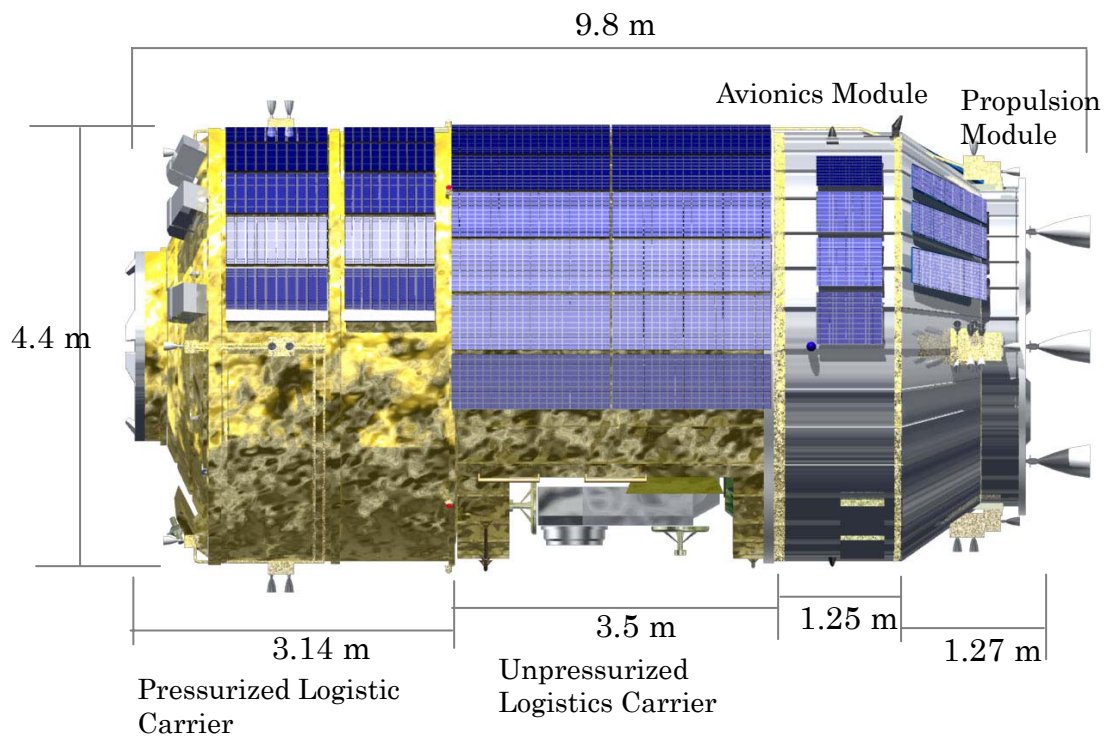 9.8 m
Avionics Module
Propulsion
Module
4.4 m
3.14 m
3.5 m
1.25 m
1.27 m
Pressurized Logistic
Carrier
Unpressurized
Logistics Carrier